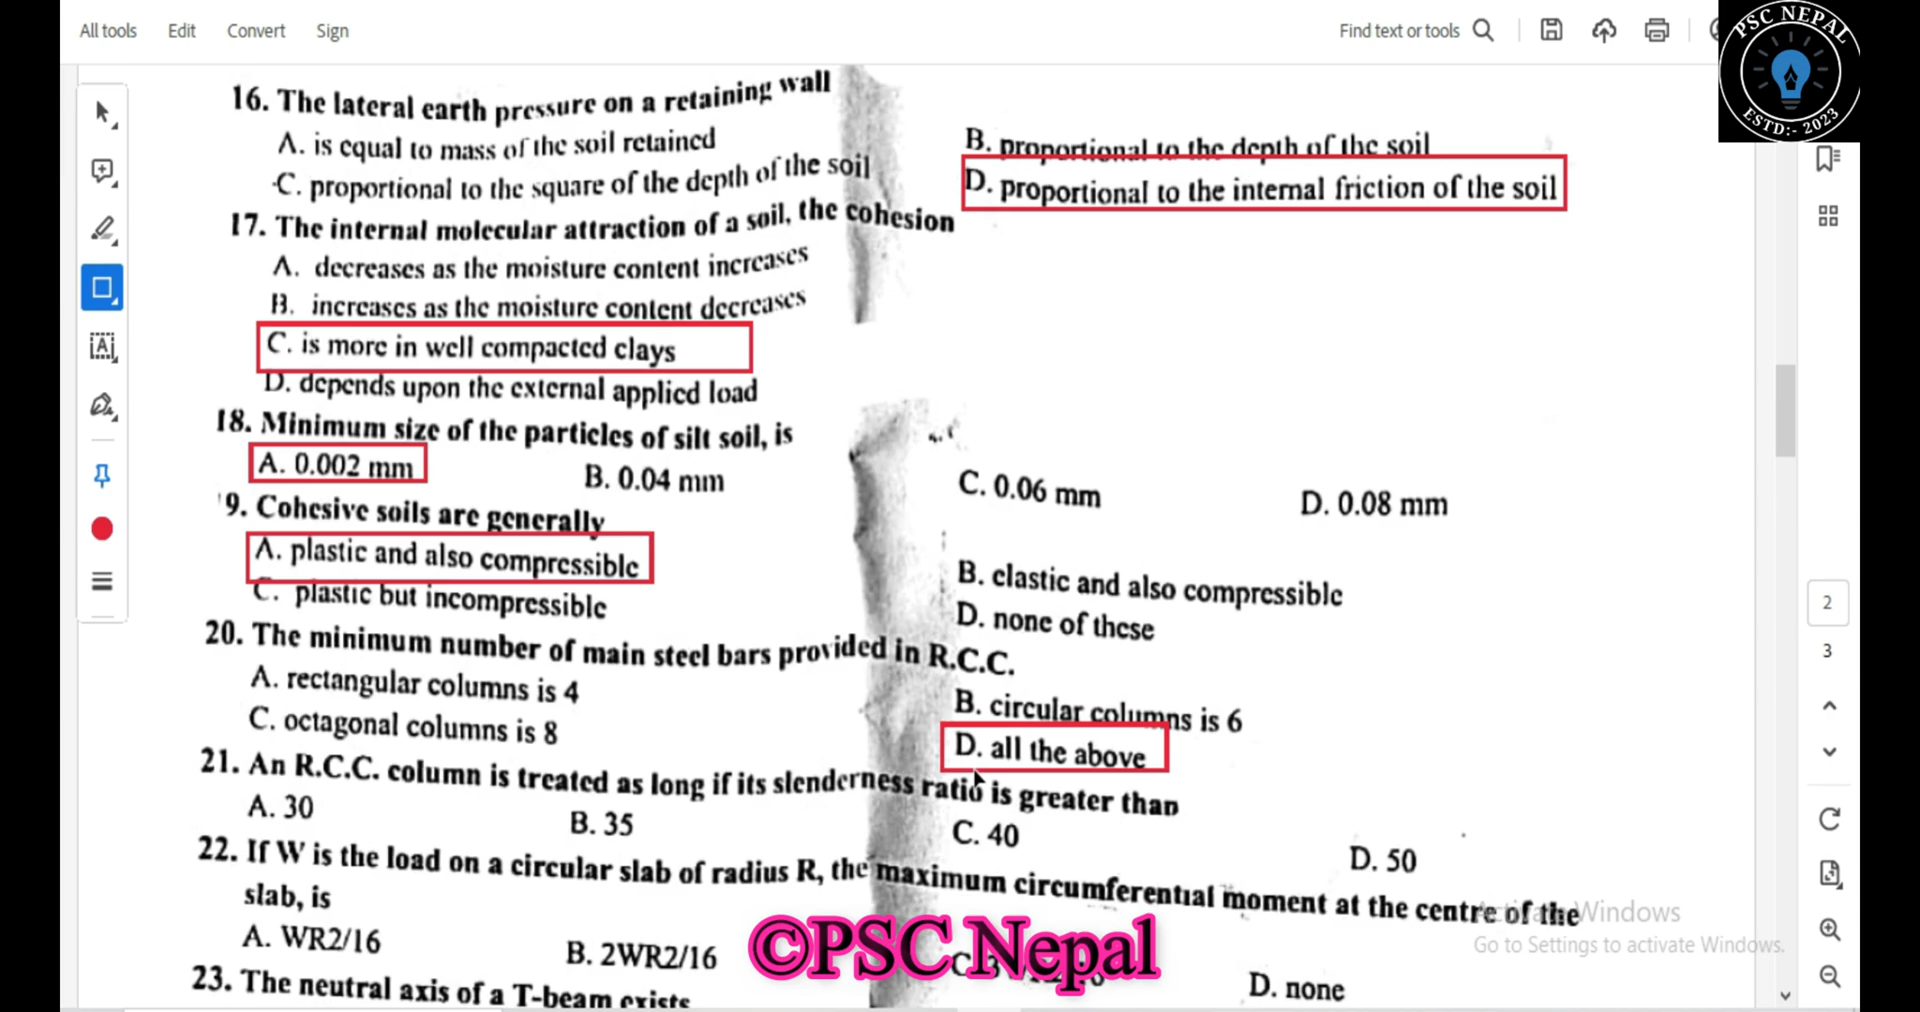 All tools Edit Convert Sign Find text or tools
PSC NEPAL
ESTD:- 2023
16. The lateral earth pressure on a retaining wall
A. is equal to mass of the soil retained
B. proportional to the depth of the soil
C. proportional to the square of the depth of the soil
D. proportional to the internal friction of the soil
17. The internal molecular attraction of a soil, the cohesion
A. decreases as the moisture content increases
B. increases as the moisture content decreases
C. is more in well compacted clays
D. depends upon the external applied load
18. Minimum size of the particles of silt soil, is
A. 0.002 mm B. 0.04 mm C. 0.06 mm D. 0.08 mm
9. Cohesive soils are generally
A. plastic and also compressible
B. elastic and also compressible
C. plastic but incompressible
D. none of these
20. The minimum number of main steel bars provided in R.C.C.
A. rectangular columns is 4
B. circular columns is 6
C. octagonal columns is 8
D. all the above
21. An R.C.C. column is treated as long if its slenderness ratio is greater than
A. 30 B. 35 C. 40 D. 50
22. If W is the load on a circular slab of radius R, the maximum circumferential moment at the centre of the
slab, is
A. WR2/16 B. 2WR2/16 D. none
23. The neutral axis of a T-beam exists
©PSC Nepal
Activate Windows
Go to Settings to activate Windows.
2
3